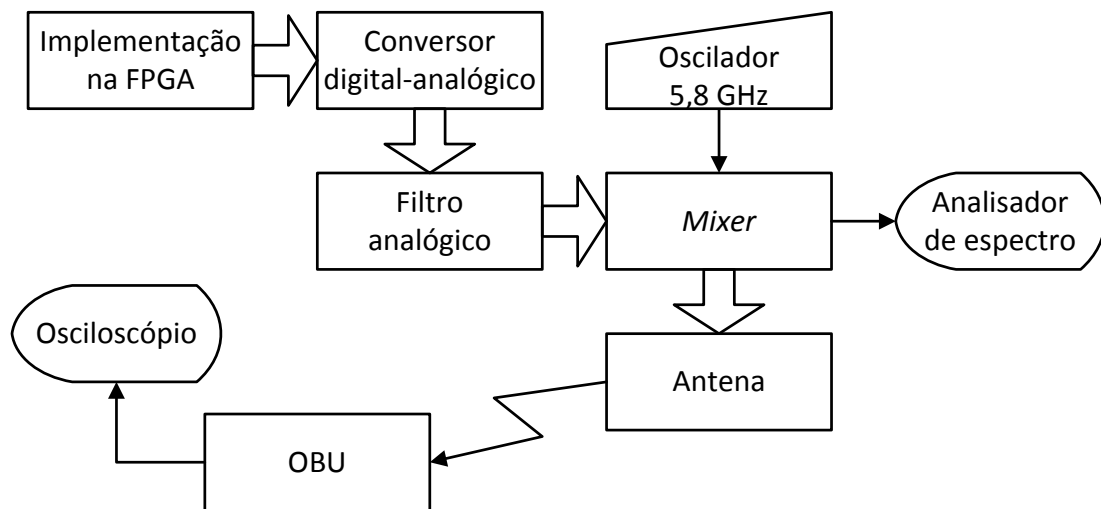 Implementação
na FPGA
Conversor
digital-analógico
Oscilador
5,8 GHz
Filtro
analógico
Mixer
Analisador
de espectro
Osciloscópio
Antena
OBU